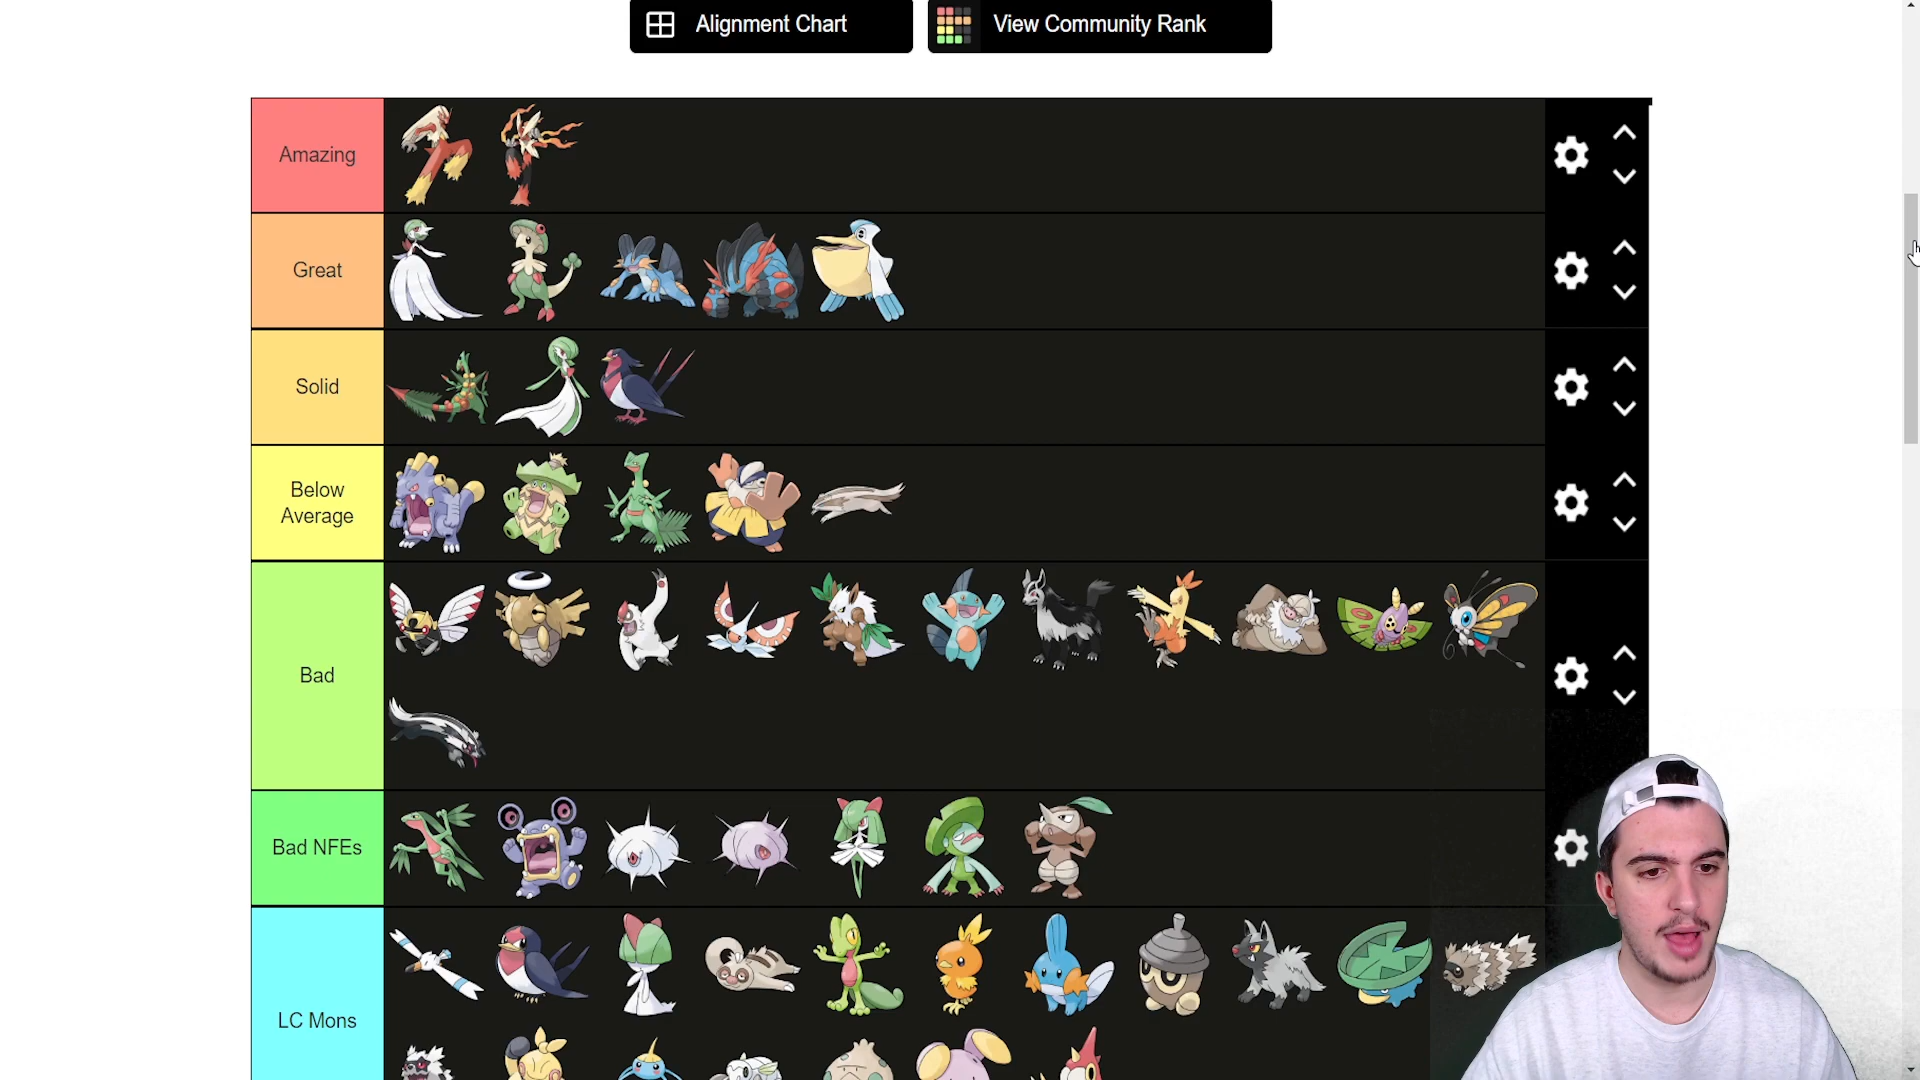 Alignment Chart
View Community Rank
Amazing
Great
Solid
Below
Average
Bad
Bad NFEs
LC Mons